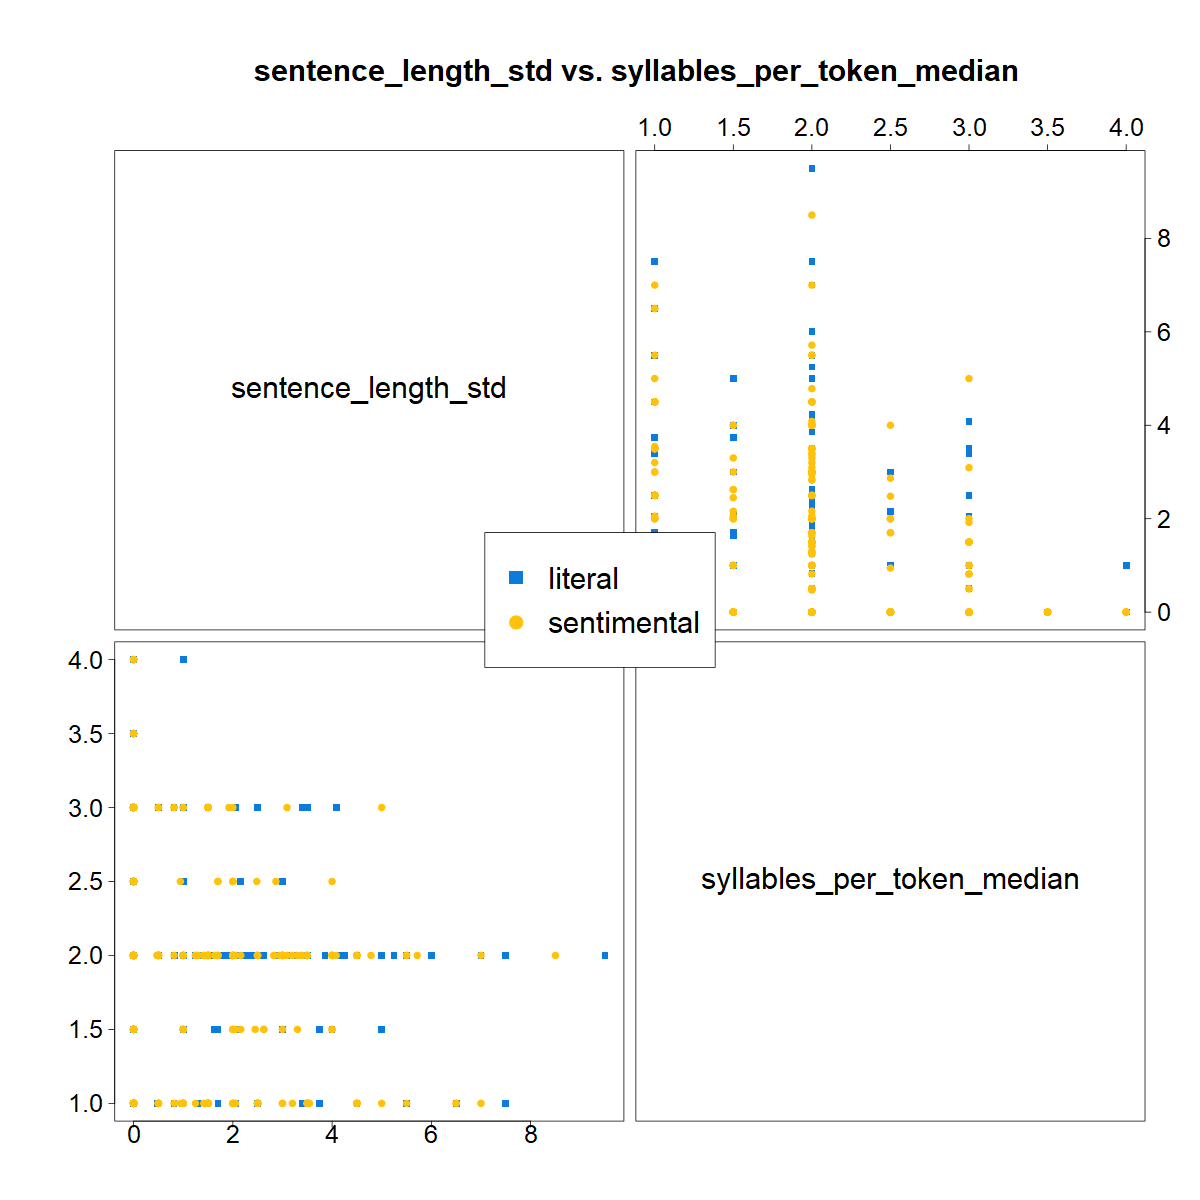 sentence_length_std vs. syllables_per_token_median
1.0 1.5 2.0 2.5 3.0 3.5 4.0
sentence_length_std
8
6
4
2
0
literal
sentimental
4.0
3.5
3.0
2.5
2.0
1.5
1.0
syllables_per_token_median
0 2 4 6 8